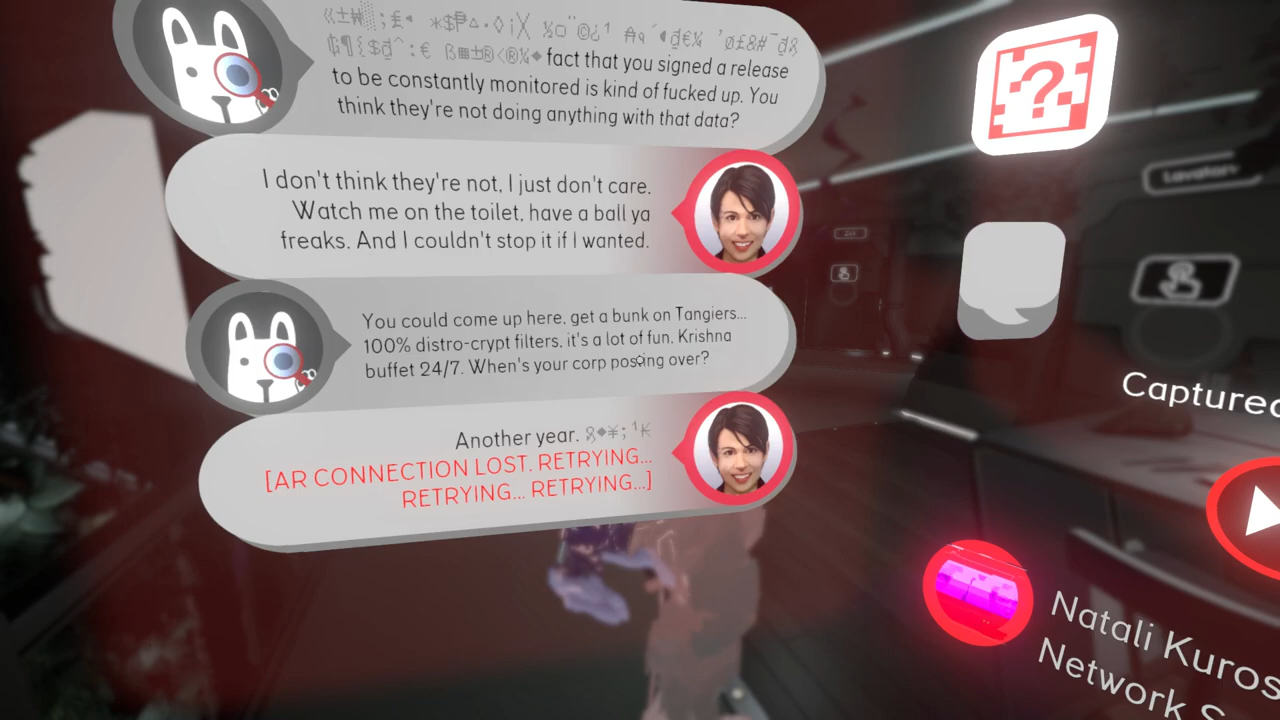 fact that you signed a release
to be constantly monitored is kind of fucked up. You
think they're not doing anything with that data?
I don't think they're not, I just don't care.
Watch me on the toilet, have a ball ya
freaks. And I couldn't stop it if I wanted.
You could come up here, get a bunk on Tangiers...
100% distro-crypt filters, it's a lot of fun. Krishna
buffet 24/7. When's your corp posting over?
Another year.
[AR CONNECTION LOST. RETRYING...
RETRYING... RETRYING...]
?
Captured
Natali Kuros
Network S